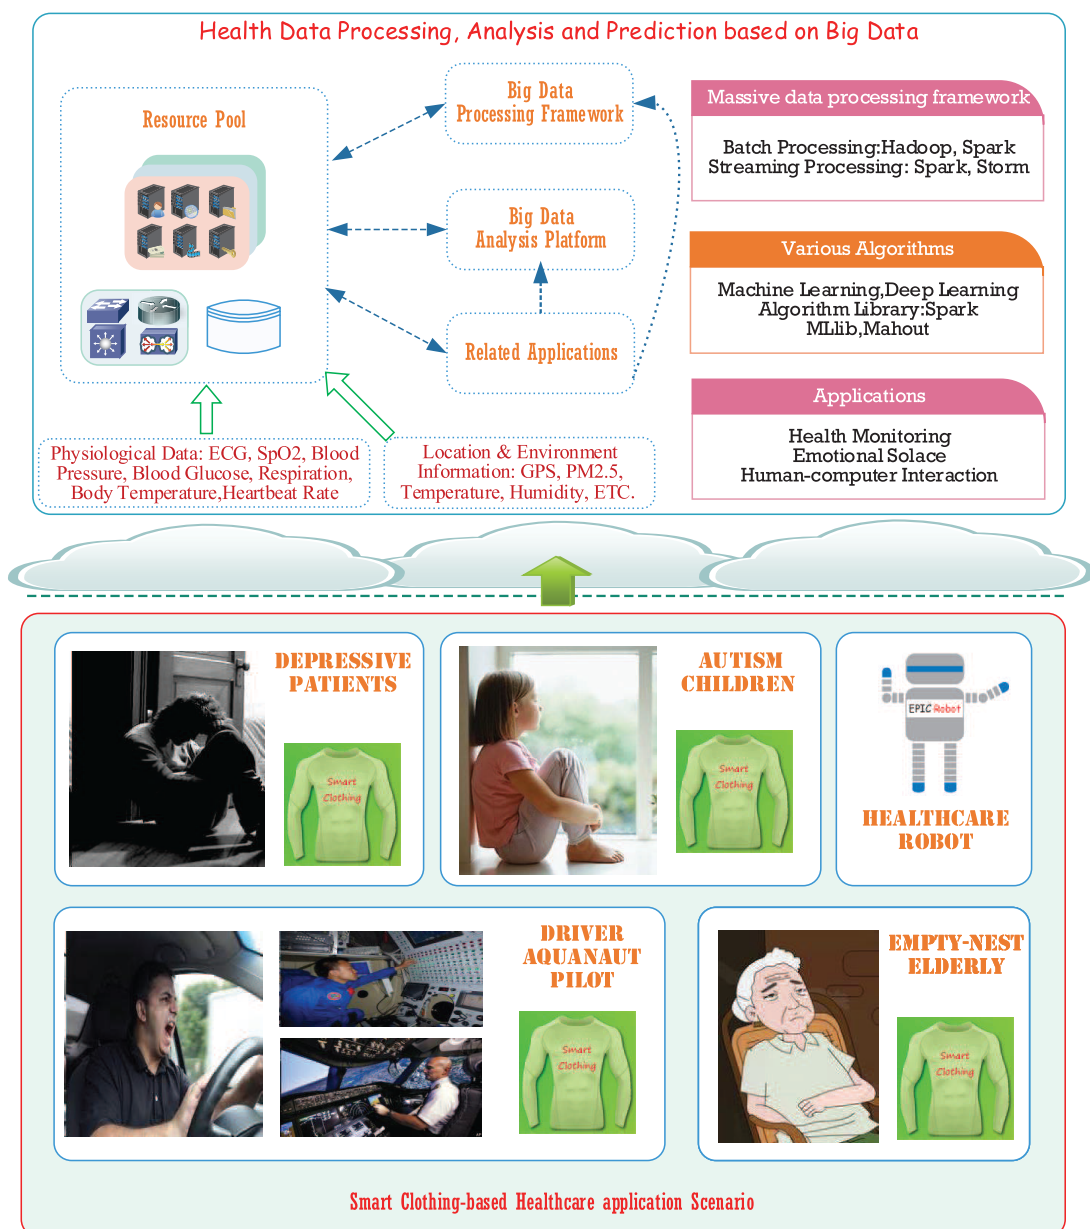 Health Data Processing, Analysis and Prediction based on Big Data
Resource Pool
Big Data
Processing Framework
Big Data
Analysis Platform
Related Applications
Massive data processing framework
Batch Processing:Hadoop, Spark
Streaming Processing: Spark, Storm
Various Algorithms
Machine Learning,Deep Learning
Algorithm Library:Spark
MLlib,Mahout
Applications
Health Monitoring
Emotional Solace
Human-computer Interaction
Physiological Data: ECG, SpO2, Blood
Pressure, Blood Glucose, Respiration,
Body Temperature,Heartbeat Rate
Location & Environment
Information: GPS, PM2.5,
Temperature, Humidity, ETC.
DEPRESSIVE
PATIENTS
Smart
Clothing
AUTISM
CHILDREN
Smart
Clothing
EPIC Robot
HEALTHCARE
ROBOT
DRIVER
AQUANAUT
PILOT
Smart
Clothing
EMPTY-NEST
ELDERLY
Smart
Clothing
Smart Clothing-based Healthcare application Scenario